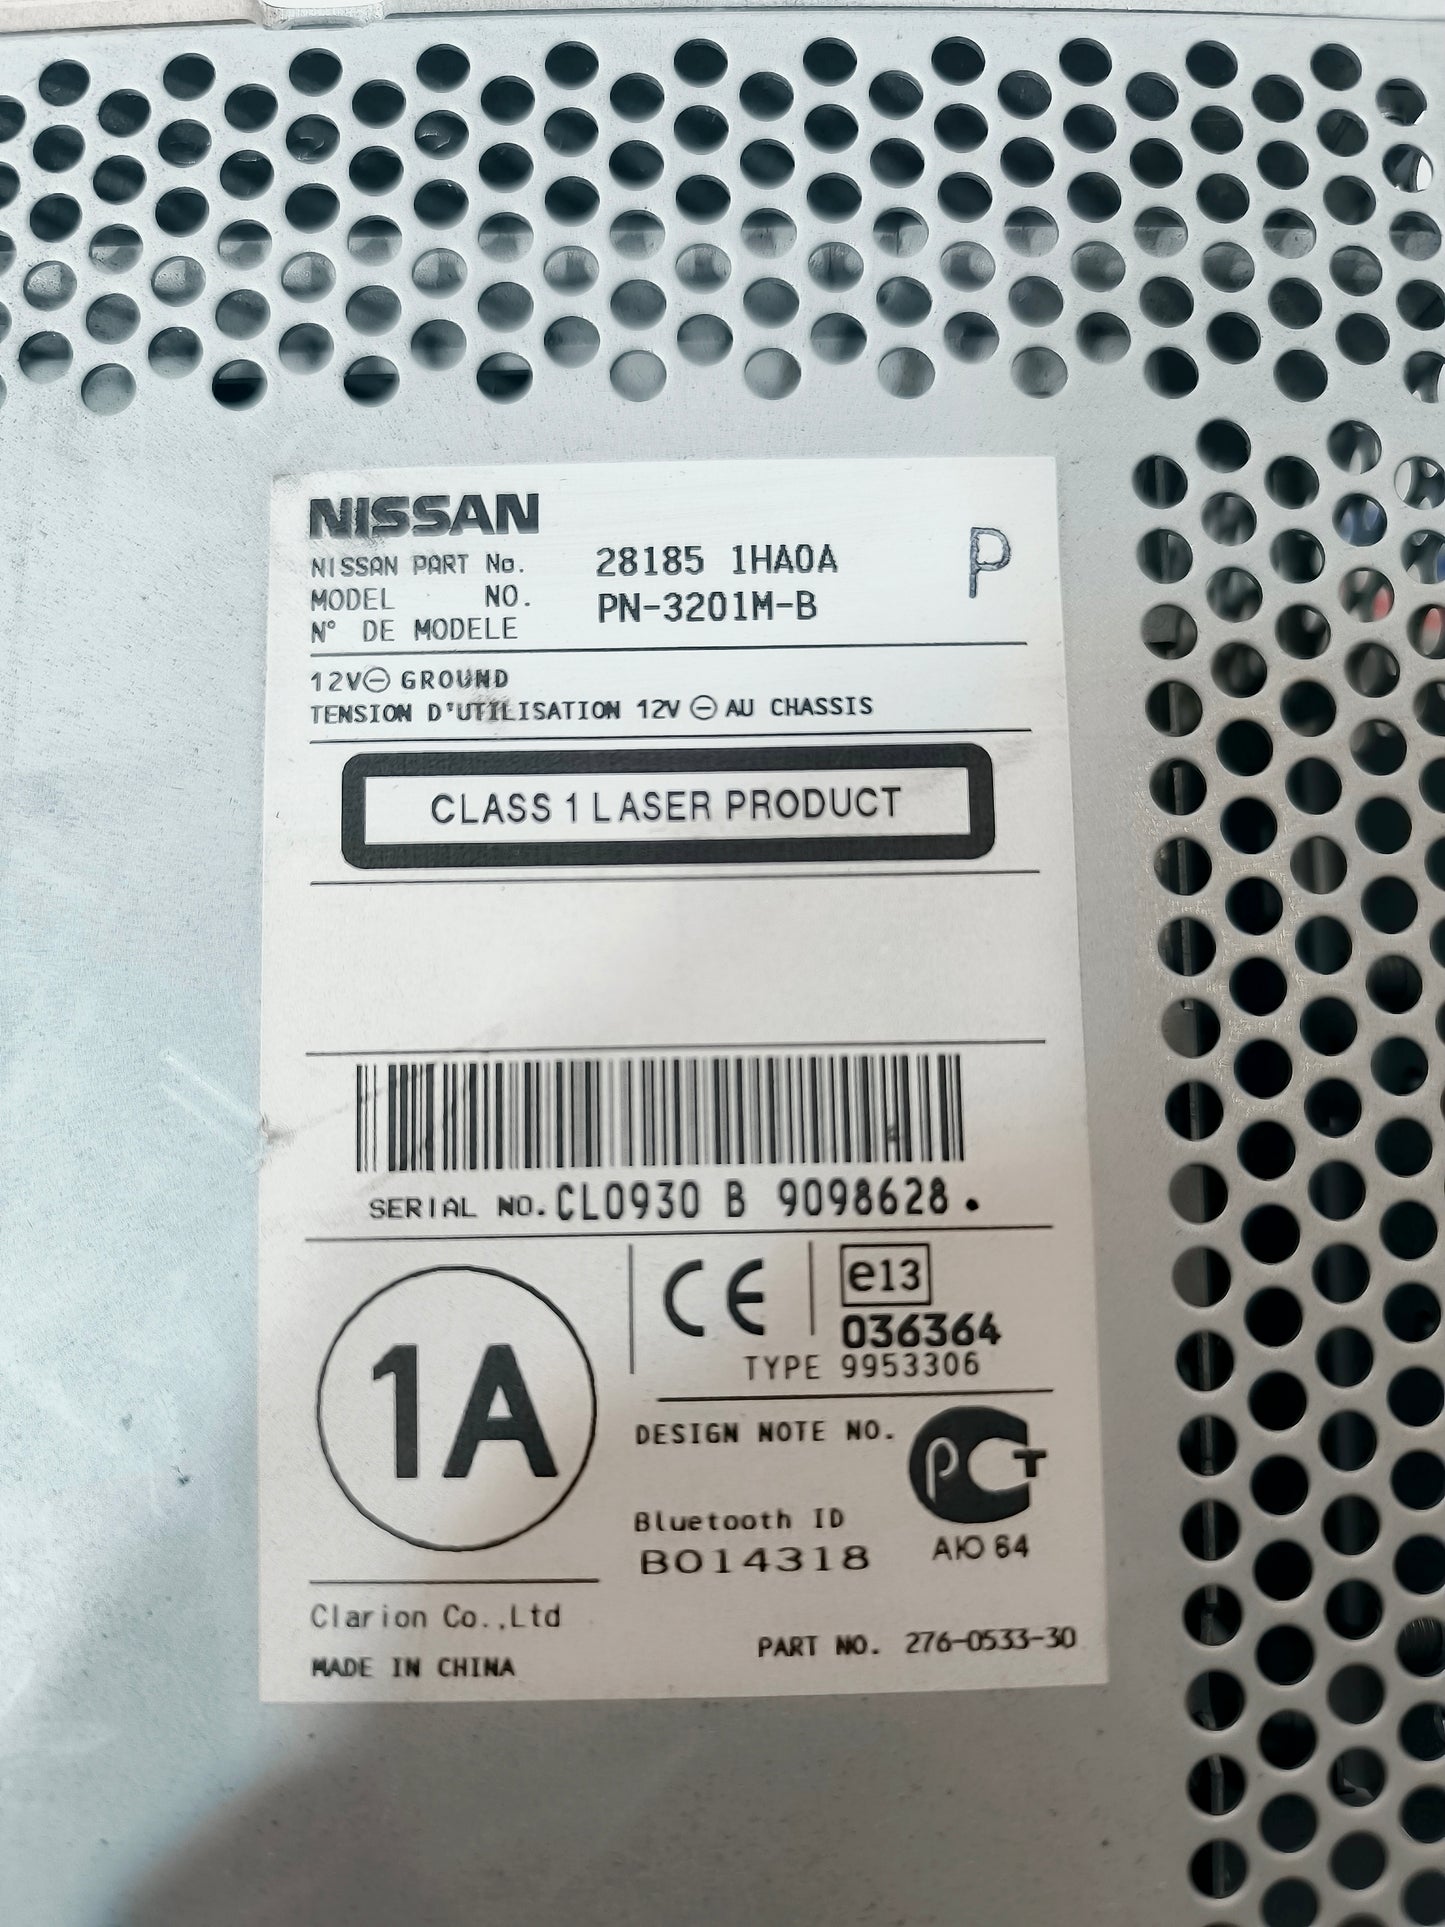 NISSAN
NISSAN PART No. 28185 1HA0A P
MODEL NO. PN-3201M-B
N° DE MODELE
12V⊖ GROUND
TENSION D'UTILISATION 12V ⊖ AU CHASSIS
CLASS 1 LASER PRODUCT
SERIAL NO. CL0930 B 9098628.
1A
CE
e13
036364
TYPE 9953306
DESIGN NOTE NO.
PCT
Bluetooth ID
B014318
АЮ 64
Clarion Co.,Ltd
MADE IN CHINA
PART NO. 276-0533-30